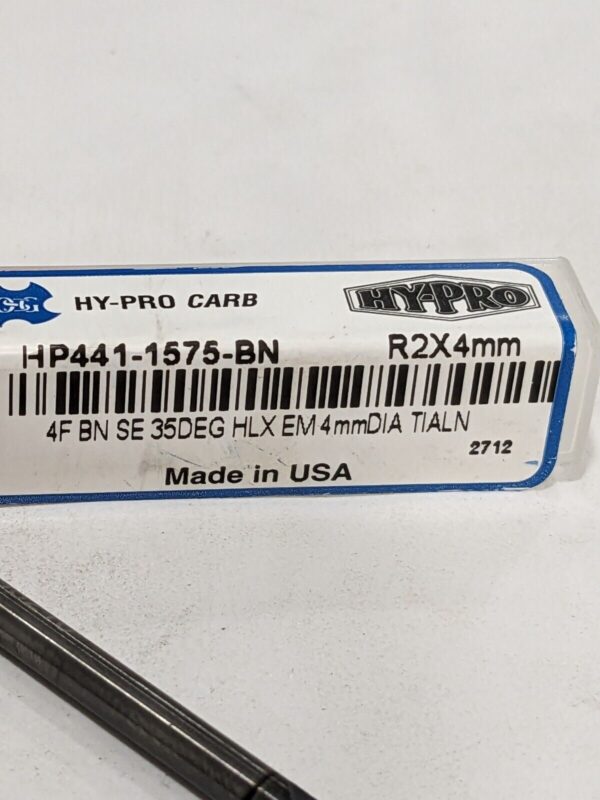 OSG HY-PRO CARB HY-PRO
HP441-1575-BN R2X4mm
4F BN SE 35DEG HLX EM 4mmDIA TIALN
2712
Made in USA